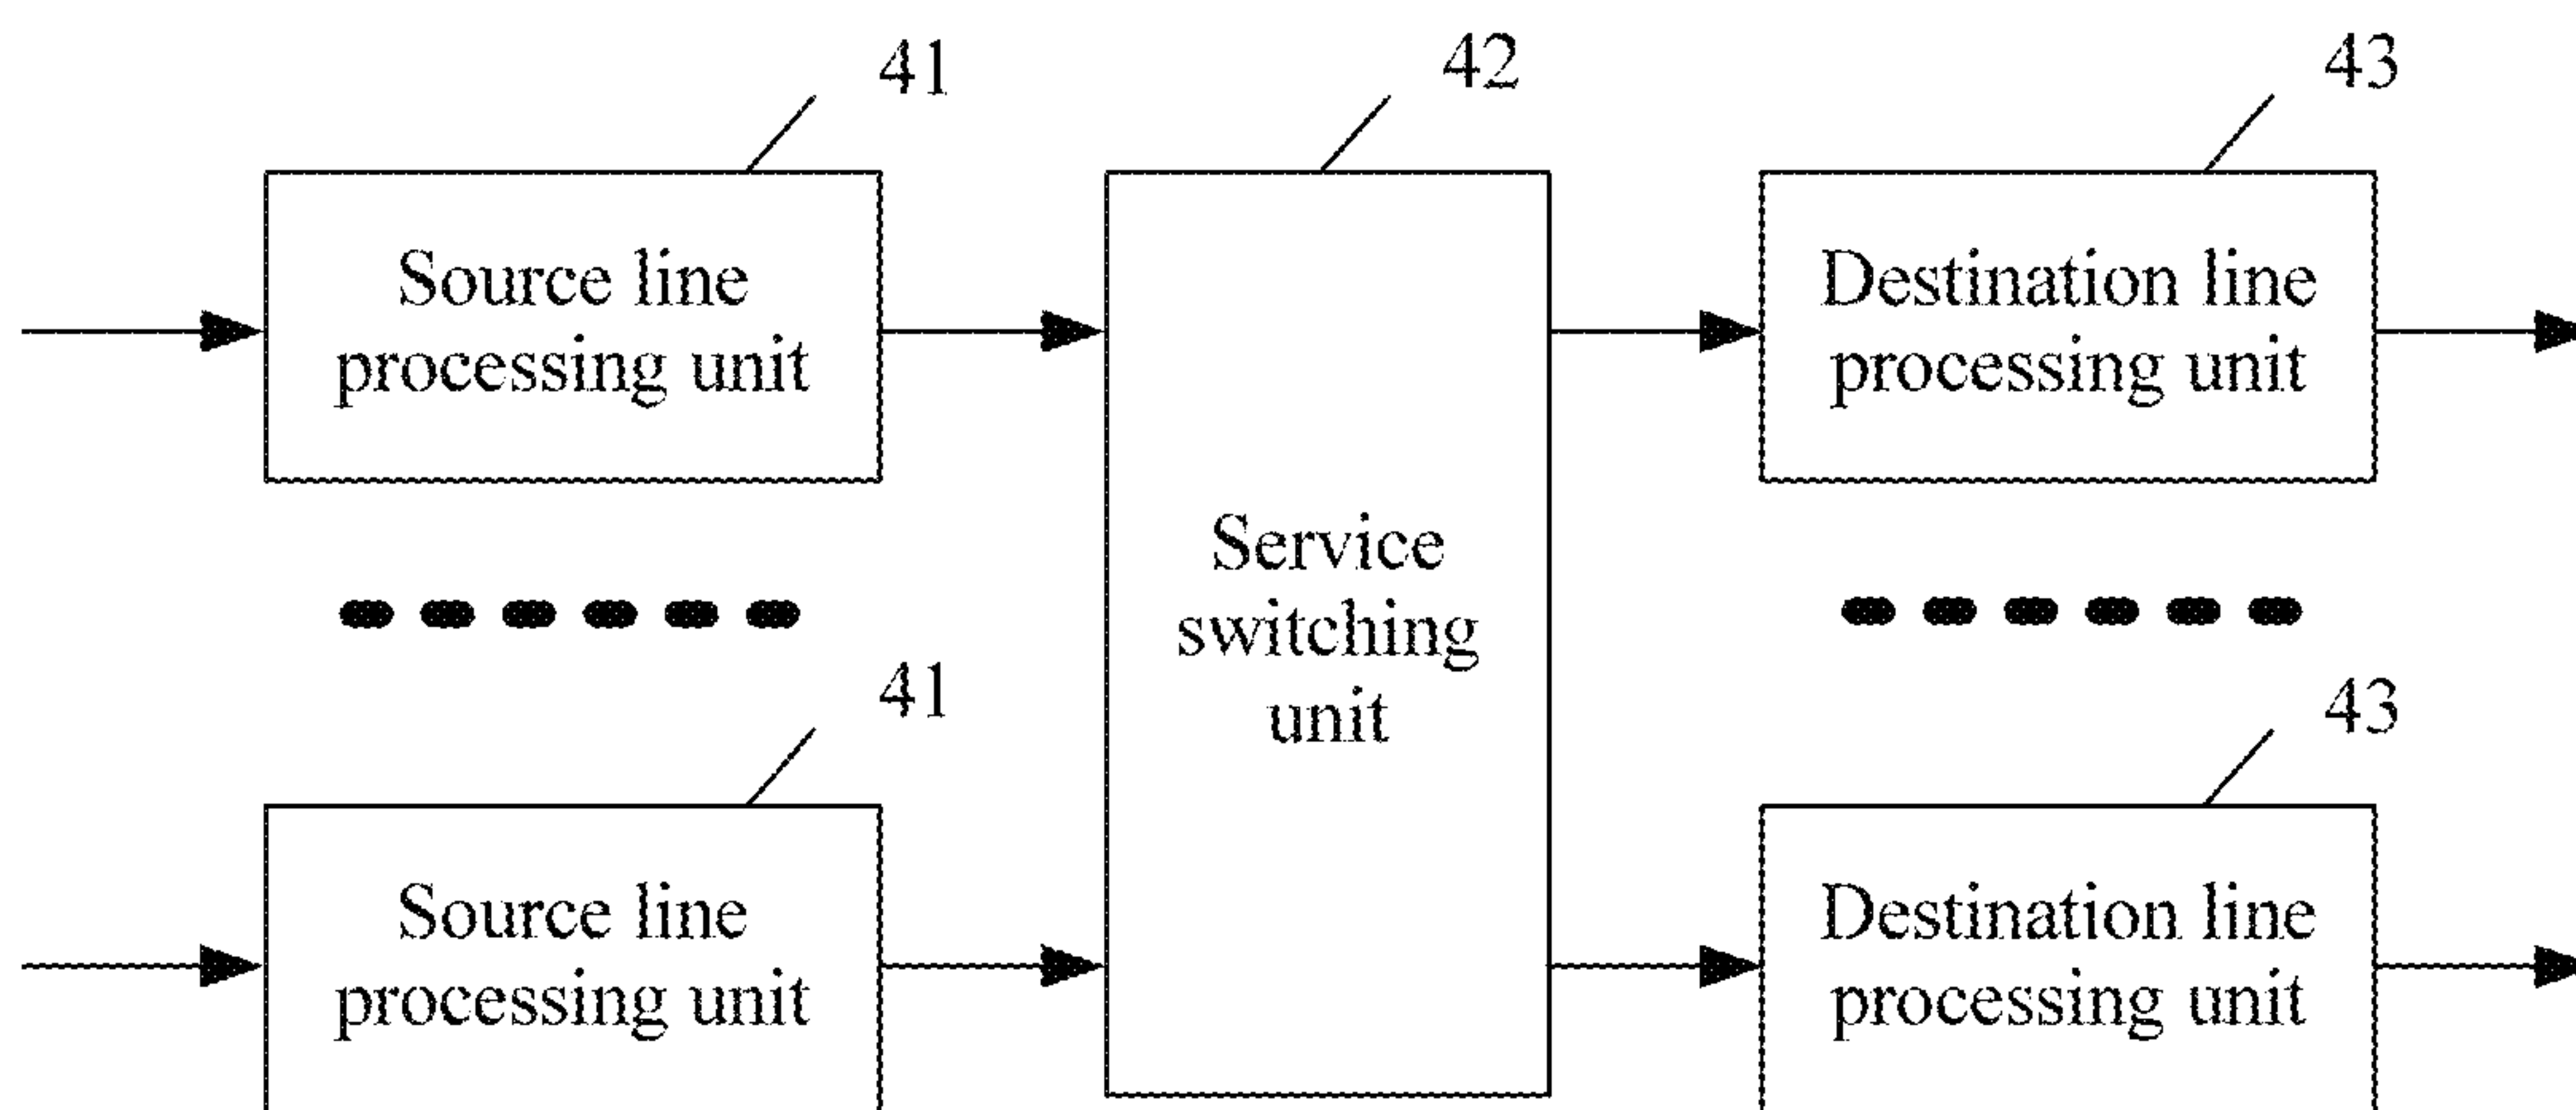 41
42
43
Source line
processing unit
Destination line
processing unit
Service
switching
unit
41
43
Source line
processing unit
Destination line
processing unit